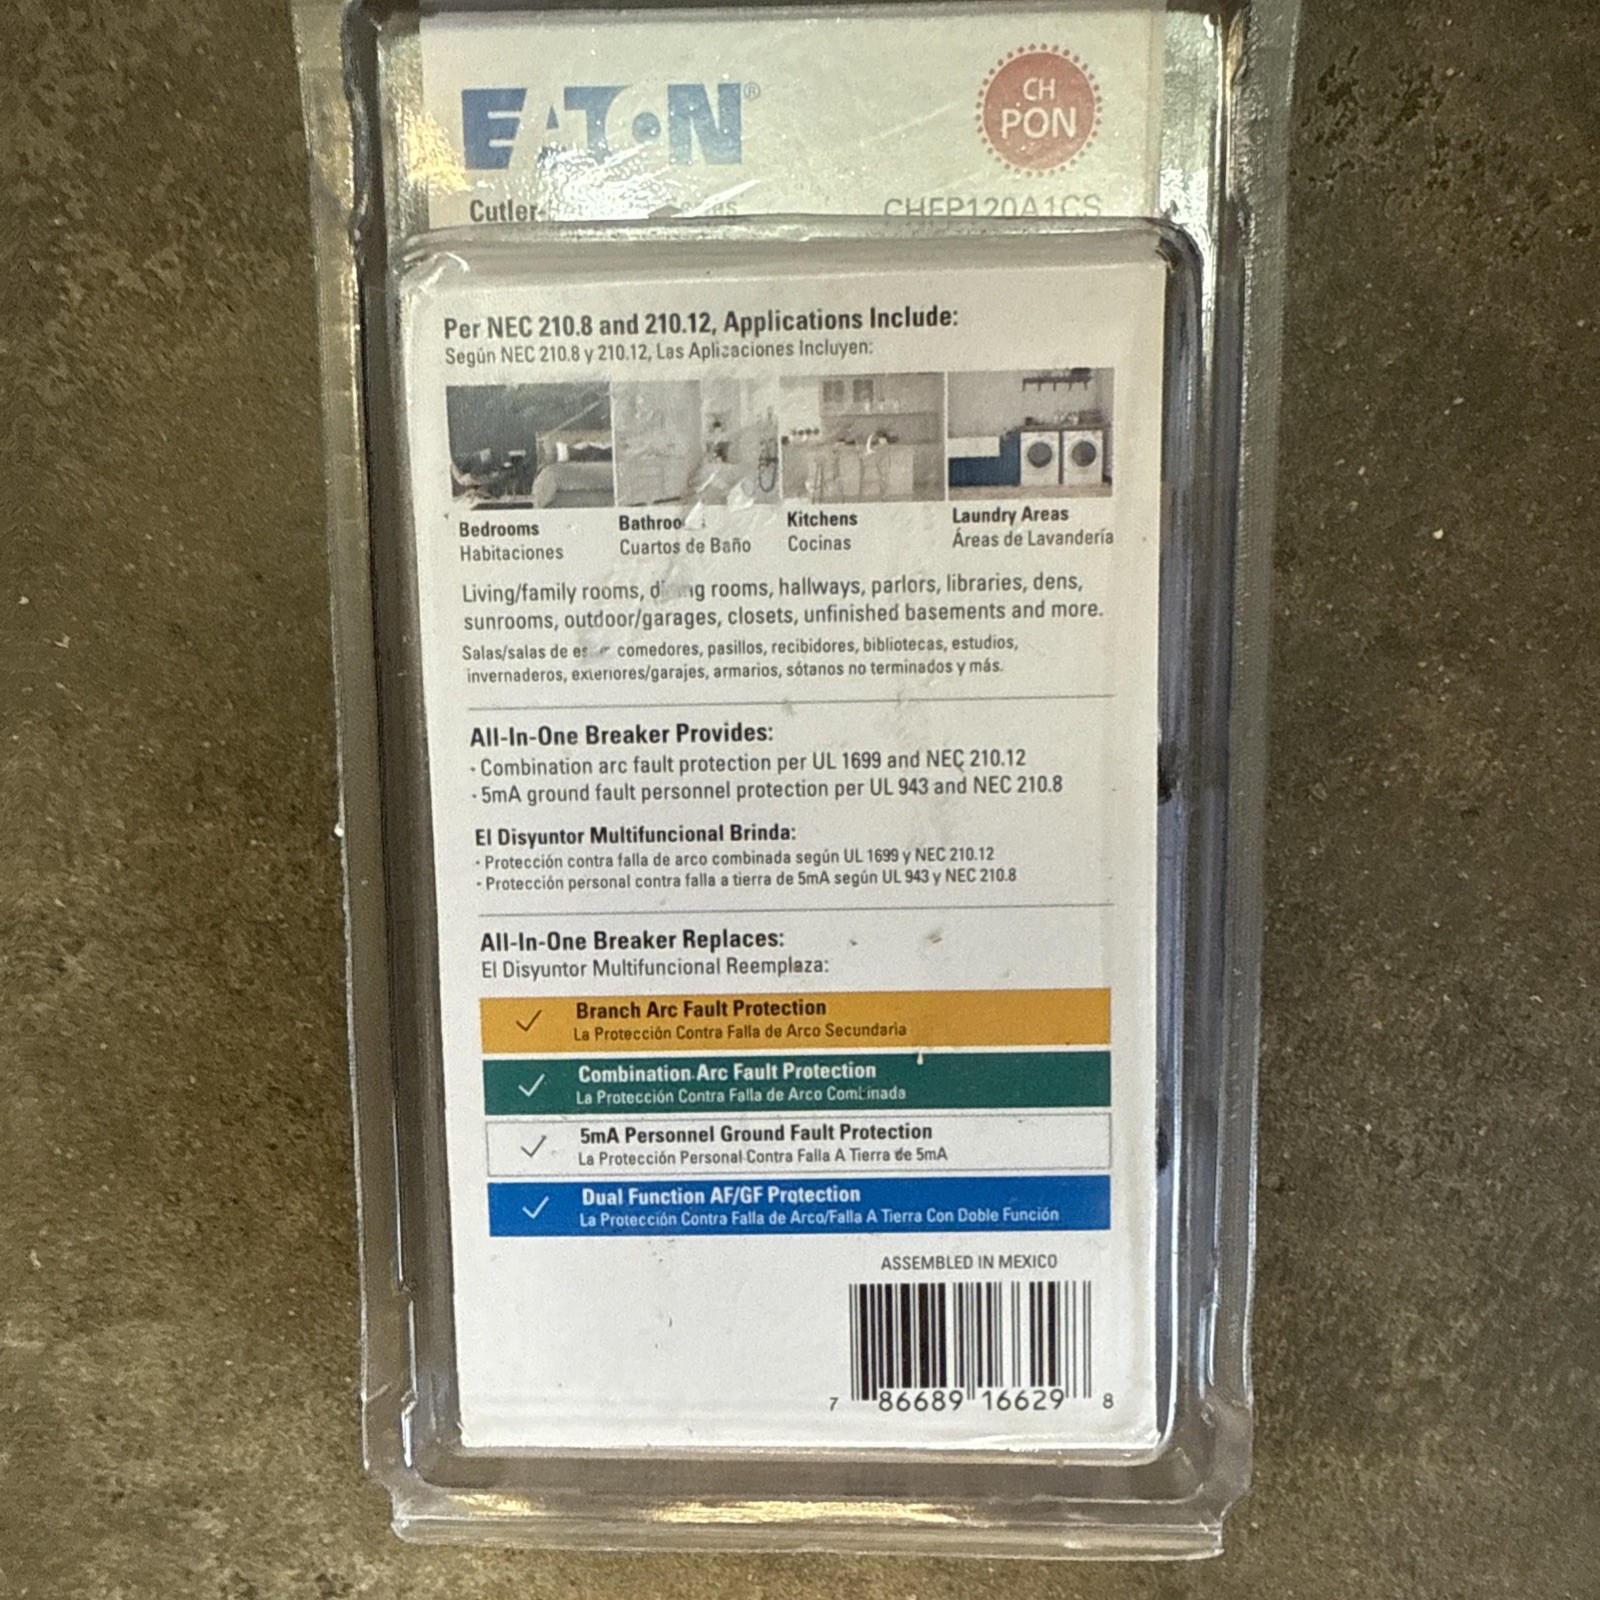 EATON®
CH
PON
Cutler-
CHFP120A1CS
Per NEC 210.8 and 210.12, Applications Include:
Según NEC 210.8 y 210.12, Las Aplicaciones Incluyen:
Bedrooms
Habitaciones
Cuartos de Baño
Kitchens
Cocinas
Laundry Areas
Áreas de Lavandería
Living/family rooms, rooms, hallways, parlors, libraries, dens,
sunrooms, outdoor/garages, closets, unfinished basements and more.
Salas/salas de comedores, pasillos, recibidores, bibliotecas, estudios,
invernaderos, exteriores/garajes, armarios, sótanos no terminados y más.
All-In-One Breaker Provides:
· Combination arc fault protection per UL 1699 and NEC 210.12
· 5mA ground fault personnel protection per UL 943 and NEC 210.8
El Disyuntor Multifuncional Brinda:
· Protección contra falla de arco combinada según UL 1699 y NEC 210.12
· Protección personal contra falla a tierra de 5mA según UL 943 y NEC 210.8
All-In-One Breaker Replaces:
El Disyuntor Multifuncional Reemplaza:
Branch Arc Fault Protection
La Protección Contra Falla de Arco Secundaria
Combination Arc Fault Protection
La Protección Contra Falla de Arco Combinada
5mA Personnel Ground Fault Protection
La Protección Personal Contra Falla A Tierra de 5mA
Dual Function AF/GF Protection
La Protección Contra Falla de Arco/Falla A Tierra Con Doble Función
ASSEMBLED IN MEXICO
7 86689 16629 8